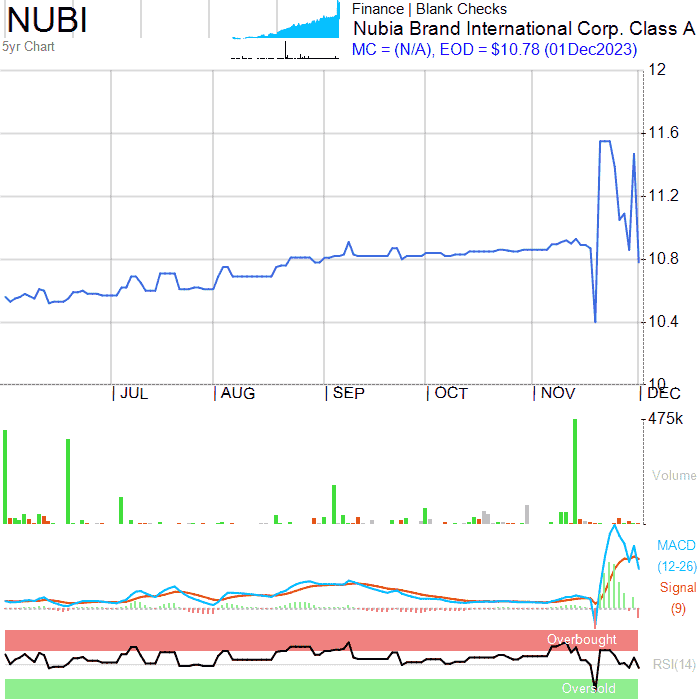 NUBI
5yr Chart
Finance | Blank Checks
Nubia Brand International Corp. Class A
MC = (N/A), EOD = $10.78 (01Dec2023)
12
11.6
11.2
10.8
10.4
10
JUL AUG SEP OCT NOV DEC
475k
Volume
MACD
(12-26)
Signal
(9)
Overbought
RSI(14)
Oversold